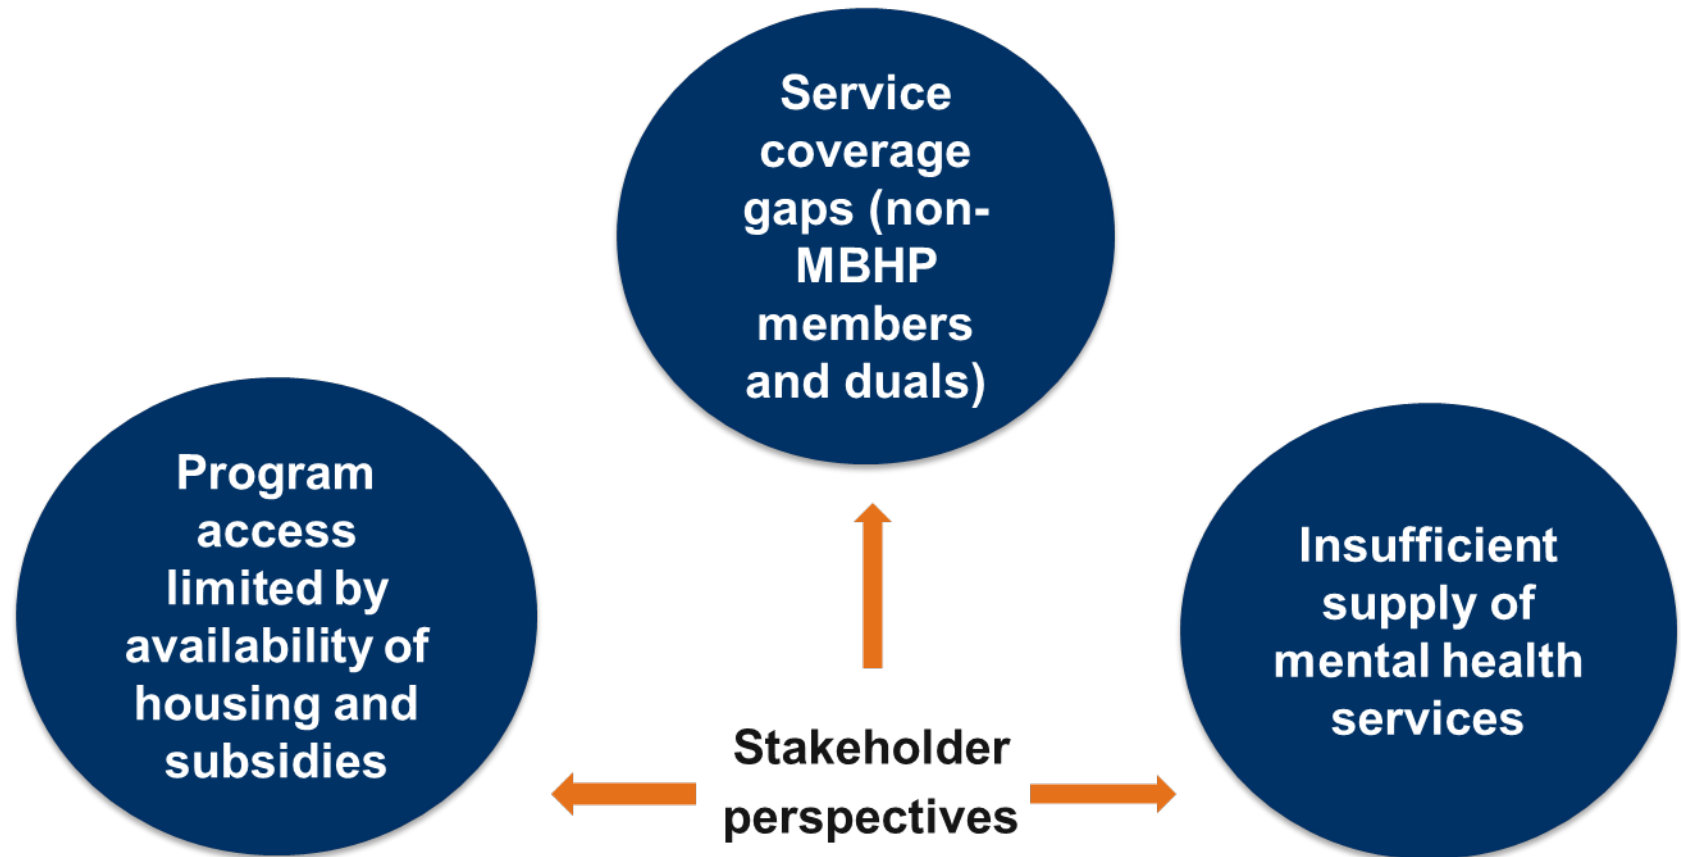 Service
coverage
gaps (non-
MBHP
members
and duals)
Program
access
limited by
availability of
housing and
subsidies
Insufficient
supply of
mental health
services
Stakeholder
perspectives